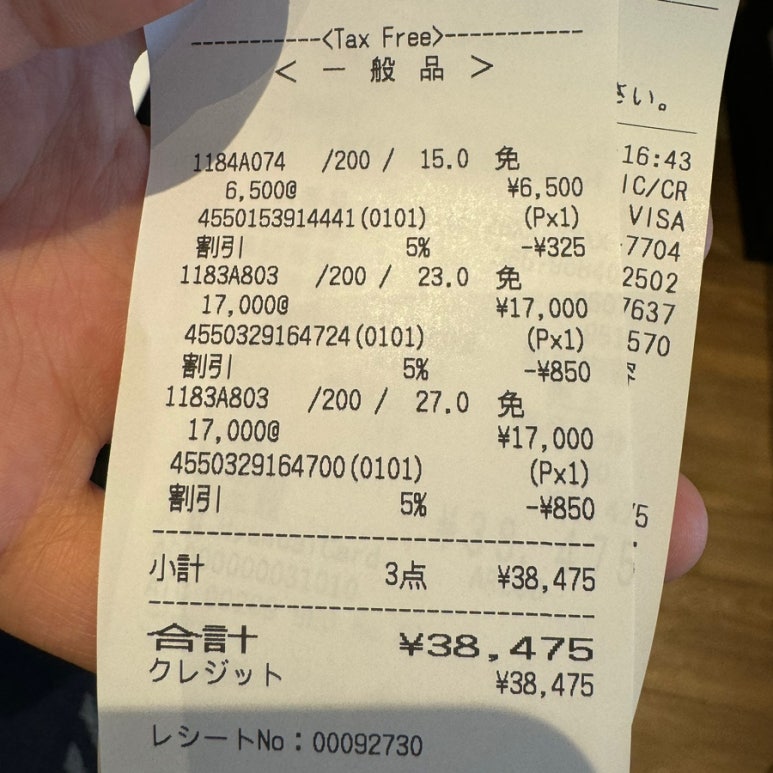 <Tax Free>
< 一 般 品 >
1184A074 /200 / 15.0 免
6,500@ ¥6,500
4550153914441(0101) (Px1)
割引 5% -¥325
1183A803 /200 / 23.0 免
17,000@ ¥17,000
4550329164724(0101) (Px1)
割引 5% -¥850
1183A803 /200 / 27.0 免
17,000@ ¥17,000
4550329164700(0101) (Px1)
割引 5% -¥850
小計 3点 ¥38,475
合計 ¥38,475
クレジット ¥38,475
レシートNo：00092730
さい。
16:43
IC/CR
VISA
7704
2502
7637
570